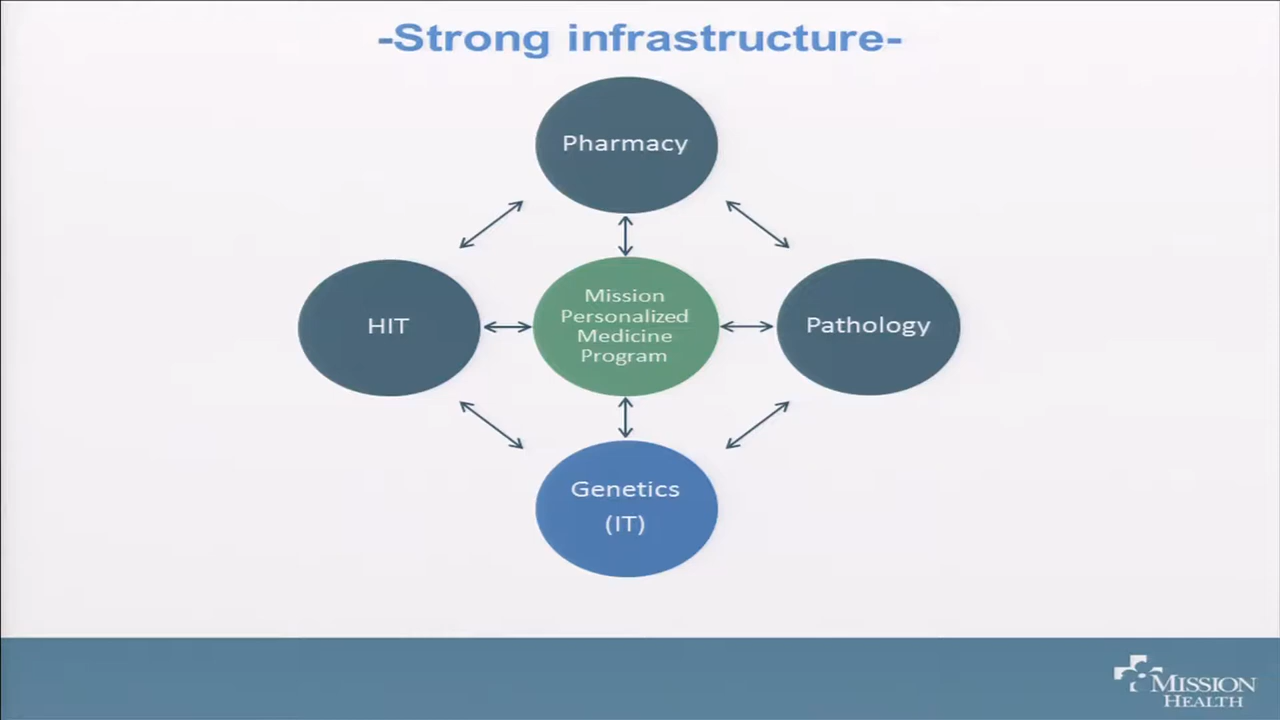 -Strong infrastructure-
Pharmacy
HIT
Mission
Personalized
Medicine
Program
Pathology
Genetics
(IT)
MISSION
HEALTH